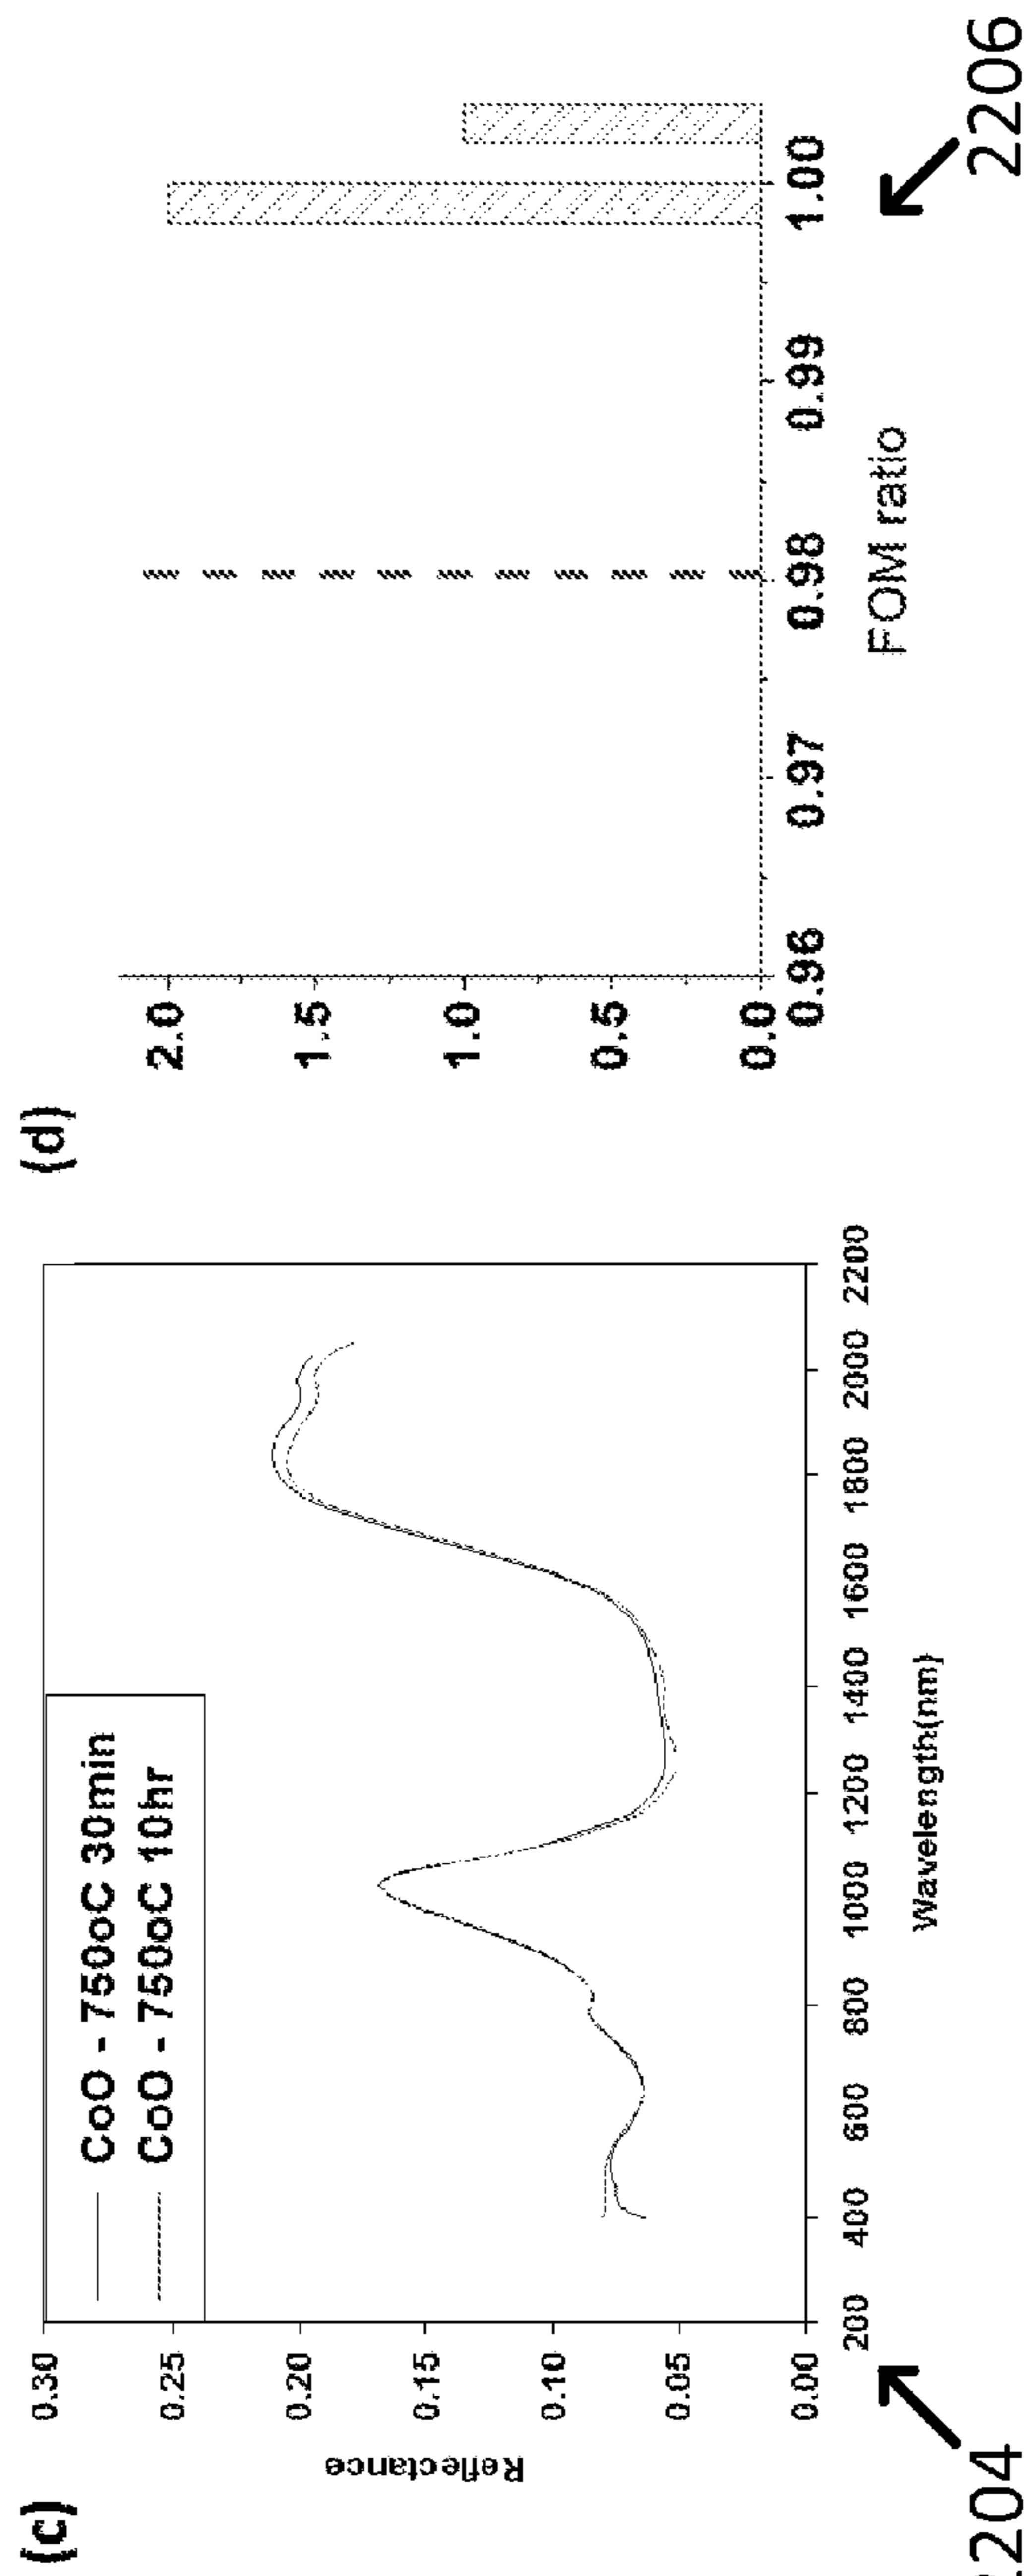 (c)
0.30
0.25
0.20
0.15
0.10
0.05
0.00
Reflectance
CoO - 750oC 30min
CoO - 750oC 10hr
200 400 600 800 1000 1200 1400 1600 1800 2000 2200
Wavelength(nm)
2204
(d)
2.0
1.5
1.0
0.5
0.0
0.96 0.97 0.98 0.99 1.00
FOM ratio
2206